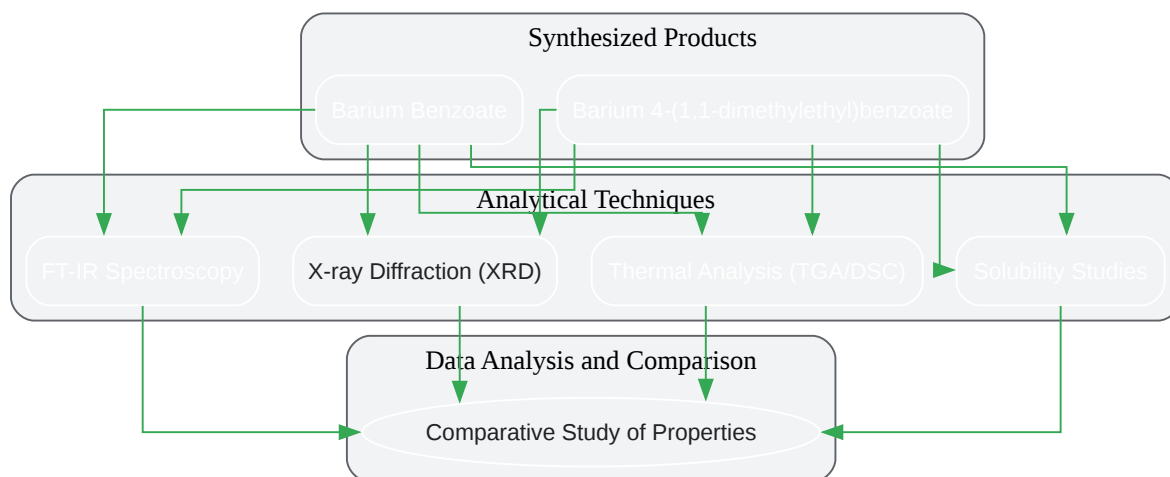 Synthesized Products
Barium Benzoate
Barium 4-(1,1-dimethylethyl)benzoate
Analytical Techniques
FT-IR Spectroscopy
X-ray Diffraction (XRD)
Thermal Analysis (TGA/DSC)
Solubility Studies
Data Analysis and Comparison
Comparative Study of Properties